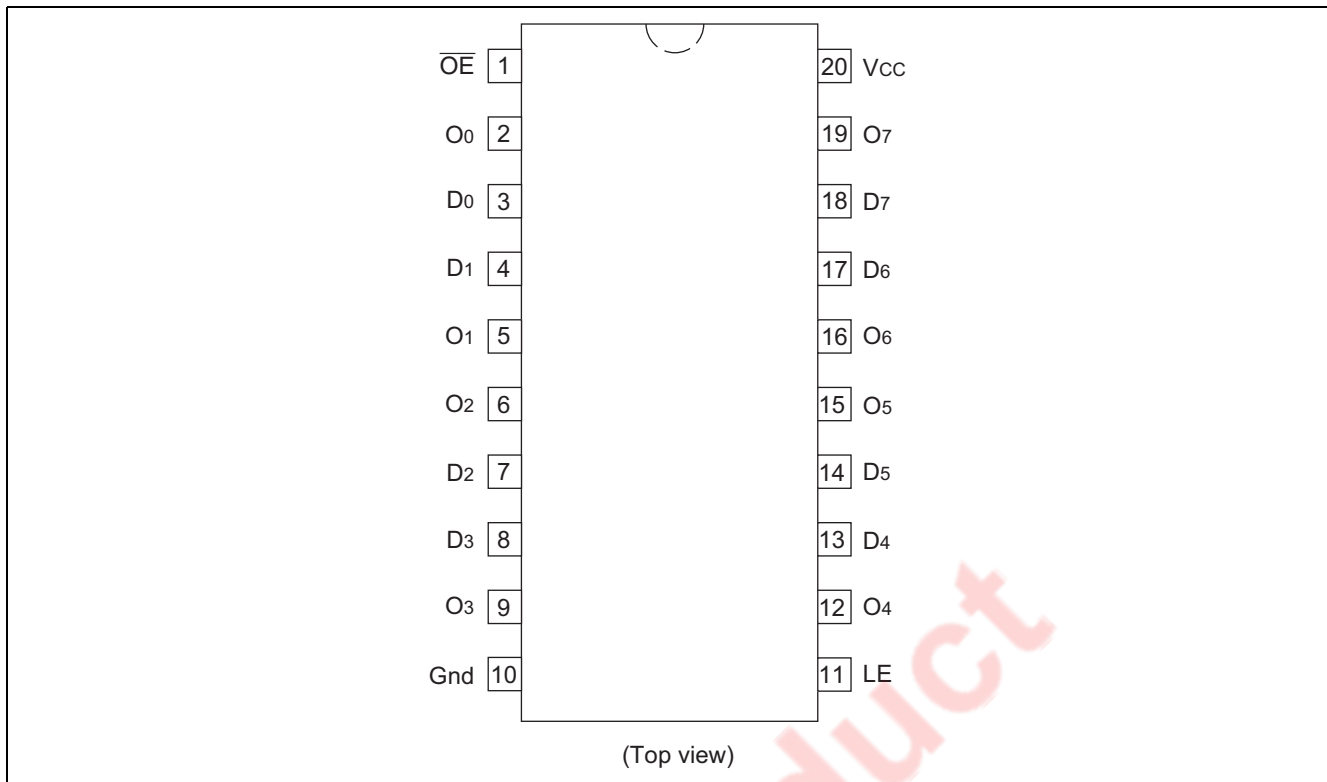 OE 1 20 VCC
O0 2 19 O7
D0 3 18 D7
D1 4 17 D6
O1 5 16 O6
O2 6 15 O5
D2 7 14 D5
D3 8 13 D4
O3 9 12 O4
Gnd 10 11 LE
(Top view)
duct